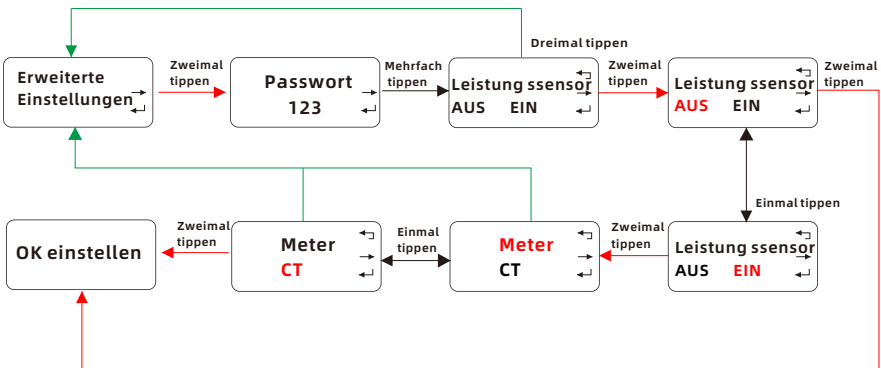 Dreimal tippen
Erweiterte
Einstellungen
Zweimal
tippen
Passwort
123
Mehrfach
tippen
Leistung ssensor
AUS EIN
Zweimal
tippen
Leistung ssensor
AUS EIN
Zweimal
tippen
Einmal tippen
OK einstellen
Zweimal
tippen
Meter
CT
Einmal
tippen
Meter
CT
Zweimal
tippen
Leistung ssensor
AUS EIN